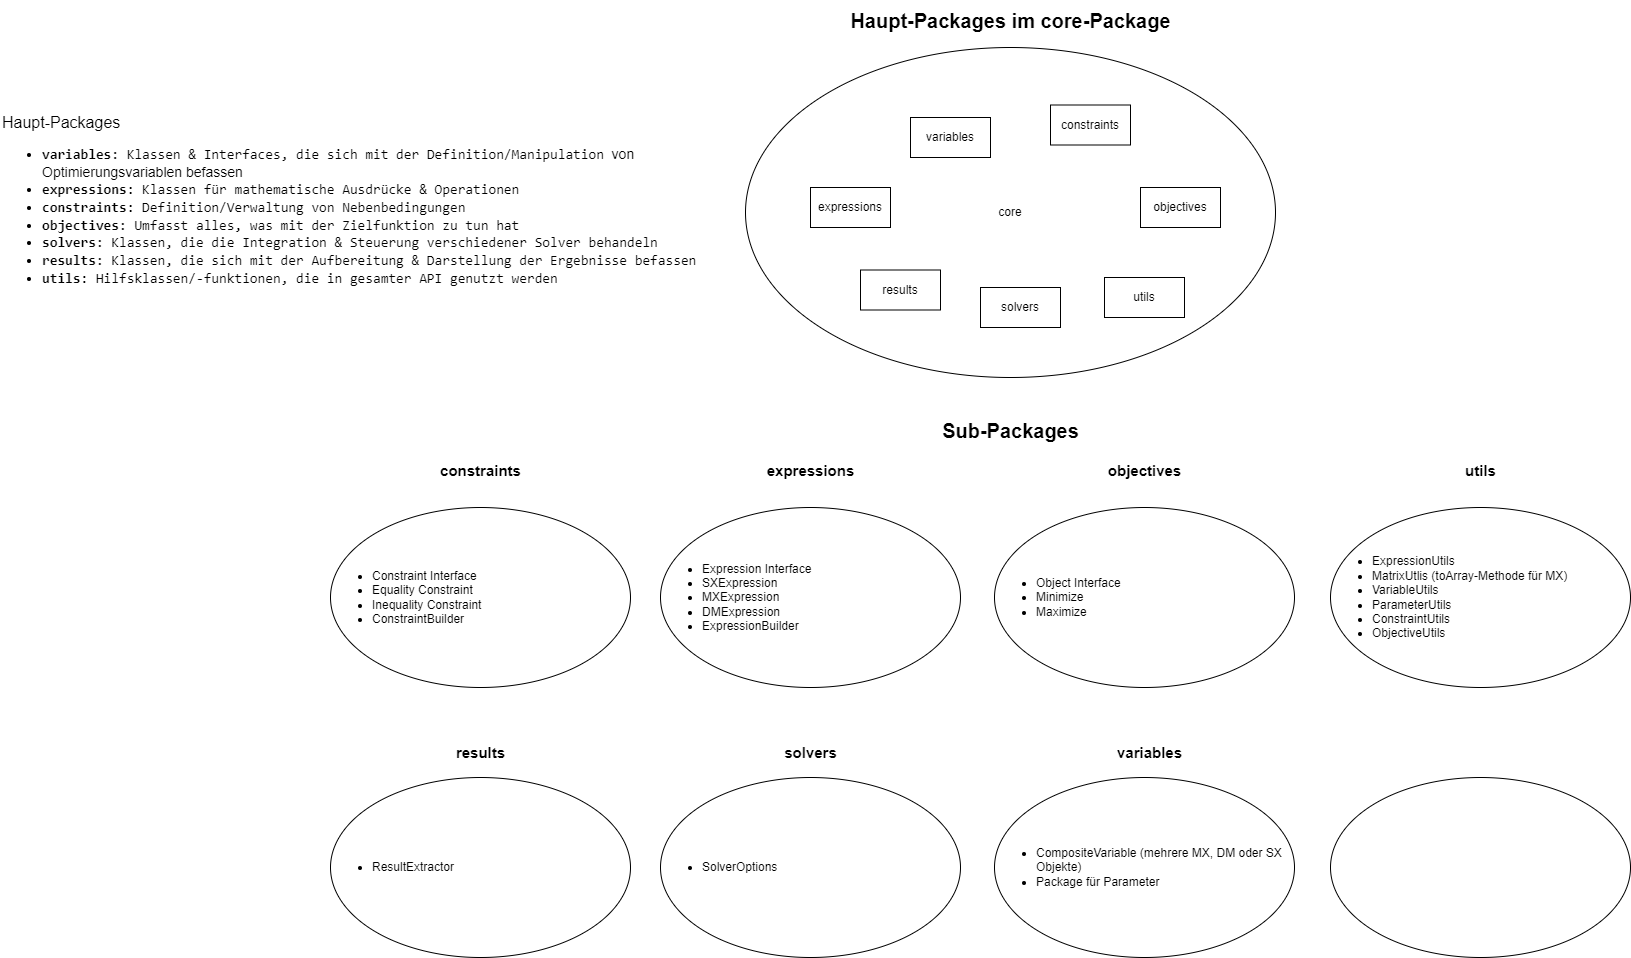 Haupt-Packages im core-Package
Haupt-Packages
variables: Klassen & Interfaces, die sich mit der Definition/Manipulation von
Optimierungsvariablen befassen
expressions: Klassen für mathematische Ausdrücke & Operationen
constraints: Definition/Verwaltung von Nebenbedingungen
objectives: Umfasst alles, was mit der Zielfunktion zu tun hat
solvers: Klassen, die die Integration & Steuerung verschiedener Solver behandeln
results: Klassen, die sich mit der Aufbereitung & Darstellung der Ergebnisse befassen
utils: Hilfsklassen/-funktionen, die in gesamter API genutzt werden
variables
constraints
expressions
core
objectives
results
solvers
utils
Sub-Packages
constraints
Constraint Interface
Equality Constraint
Inequality Constraint
ConstraintBuilder
expressions
Expression Interface
SXExpression
MXExpression
DMExpression
ExpressionBuilder
objectives
Object Interface
Minimize
Maximize
utils
ExpressionUtils
MatrixUtlis (toArray-Methode für MX)
VariableUtils
ParameterUtils
ConstraintUtils
ObjectiveUtils
results
ResultExtractor
solvers
SolverOptions
variables
CompositeVariable (mehrere MX, DM oder SX
Objekte)
Package für Parameter